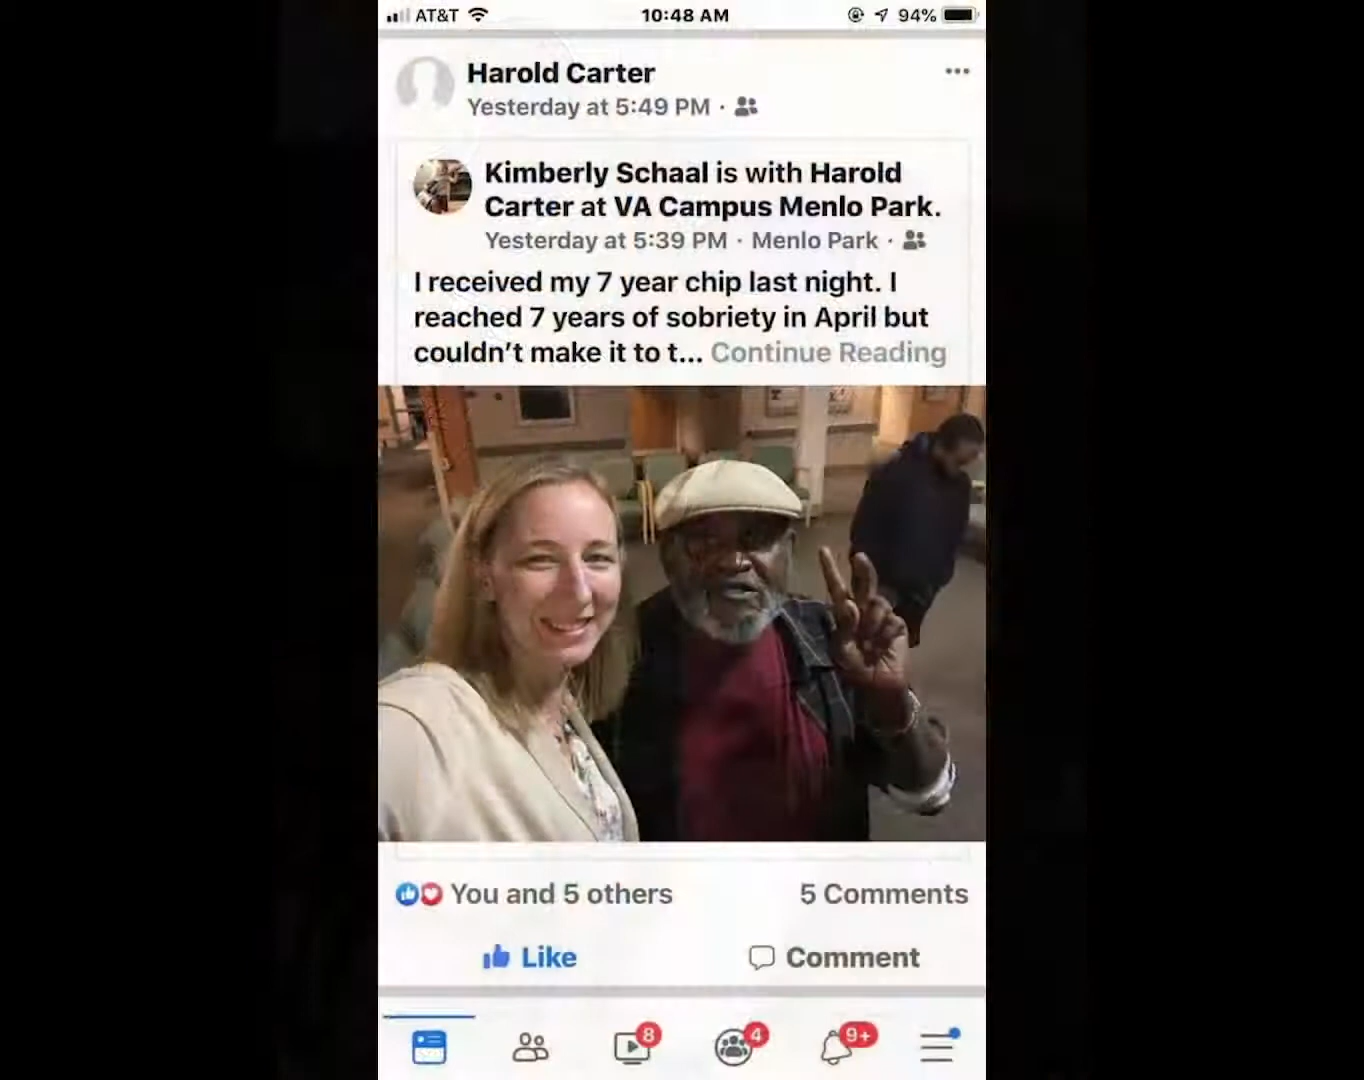 AT&T 10:48 AM 94%
Harold Carter
Yesterday at 5:49 PM ·
Kimberly Schaal is with Harold
Carter at VA Campus Menlo Park.
Yesterday at 5:39 PM · Menlo Park ·
I received my 7 year chip last night. I
reached 7 years of sobriety in April but
couldn't make it to t... Continue Reading
You and 5 others 5 Comments
Like Comment
8 4 9+